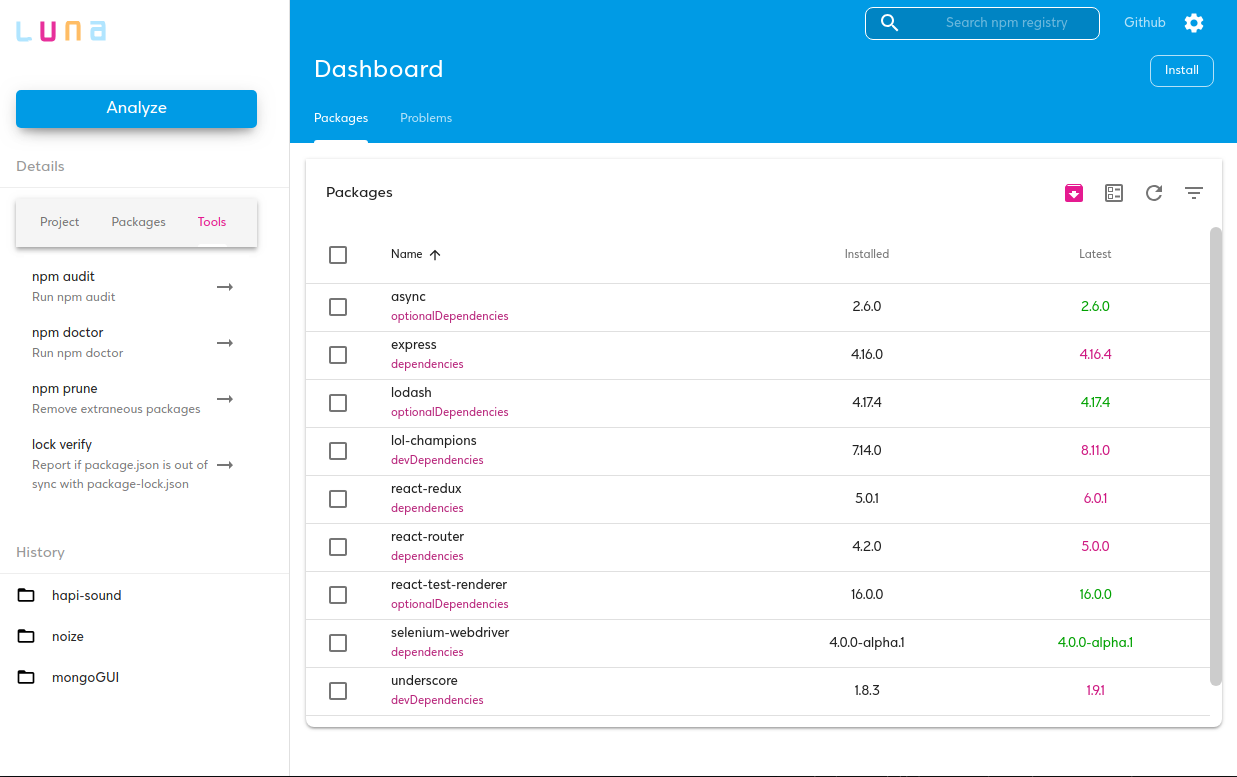 LUNA
Analyze
Details
Project Packages Tools
npm audit
Run npm audit
npm doctor
Run npm doctor
npm prune
Remove extraneous packages
lock verify
Report if package.json is out of
sync with package-lock.json
History
hapi-sound
noize
mongoGUI
Search npm registry Github
Dashboard
Install
Packages Problems
Packages
Name Installed Latest
async
optionalDependencies
2.6.0 2.6.0
express
dependencies
4.16.0 4.16.4
lodash
optionalDependencies
4.17.4 4.17.4
lol-champions
devDependencies
7.14.0 8.11.0
react-redux
dependencies
5.0.1 6.0.1
react-router
dependencies
4.2.0 5.0.0
react-test-renderer
optionalDependencies
16.0.0 16.0.0
selenium-webdriver
dependencies
4.0.0-alpha.1 4.0.0-alpha.1
underscore
devDependencies
1.8.3 1.9.1